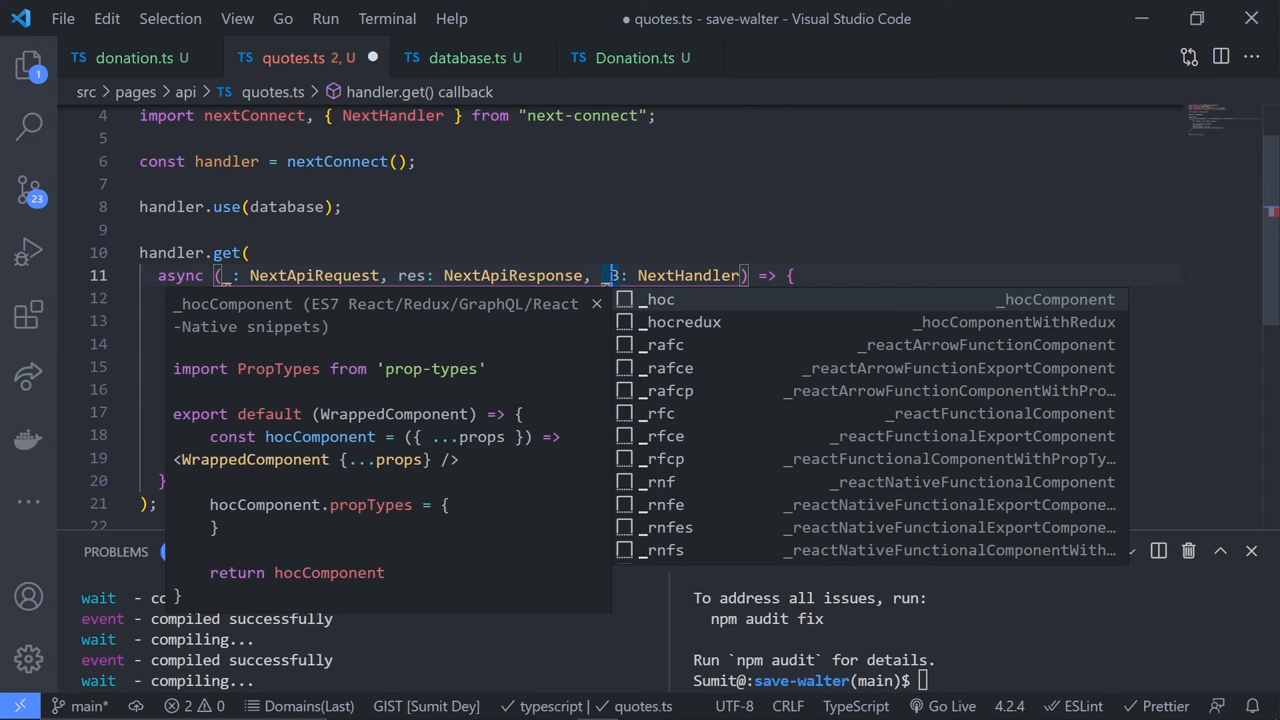 File Edit Selection View Go Run Terminal Help
● quotes.ts - save-walter - Visual Studio Code
1
23
TS donation.ts U
TS quotes.ts 2, U
TS database.ts U
TS Donation.ts U
src > pages > api > TS quotes.ts > handler.get() callback
4 import nextConnect, { NextHandler } from "next-connect";
5
6 const handler = nextConnect();
7
8 handler.use(database);
9
10 handler.get(
11 async (_: NextApiRequest, res: NextApiResponse, _3: NextHandler) => {
12
13
14
15
16
17
18
19
20 }
21 );
22
_hocComponent (ES7 React/Redux/GraphQL/React
-Native snippets)
import PropTypes from 'prop-types'
export default (WrappedComponent) => {
const hocComponent = ({ ...props }) =>
<WrappedComponent {...props} />
hocComponent.propTypes = {
}
return hocComponent
}
_hoc _hocComponent
_hocredux _hocComponentWithRedux
_rafc _reactArrowFunctionComponent
_rafce _reactArrowFunctionExportComponent
_rafcp _reactArrowFunctionComponentWithPro…
_rfc _reactFunctionalComponent
_rfce _reactFunctionalExportComponent
_rfcp _reactFunctionalComponentWithPropTy…
_rnf _reactNativeFunctionalComponent
_rnfe _reactNativeFunctionalExportCompone…
_rnfes _reactNativeFunctionalExportCompone…
_rnfs _reactNativeFunctionalComponentWith…
PROBLEMS
wait - co
event - compiled successfully
wait - compiling...
event - compiled successfully
wait - compiling...
To address all issues, run:
npm audit fix
Run `npm audit` for details.
Sumit@:save-walter(main)$
main* 2 0 Domains(Last) GIST [Sumit Dey] typescript | quotes.ts UTF-8 CRLF TypeScript Go Live 4.2.4 ESLint Prettier